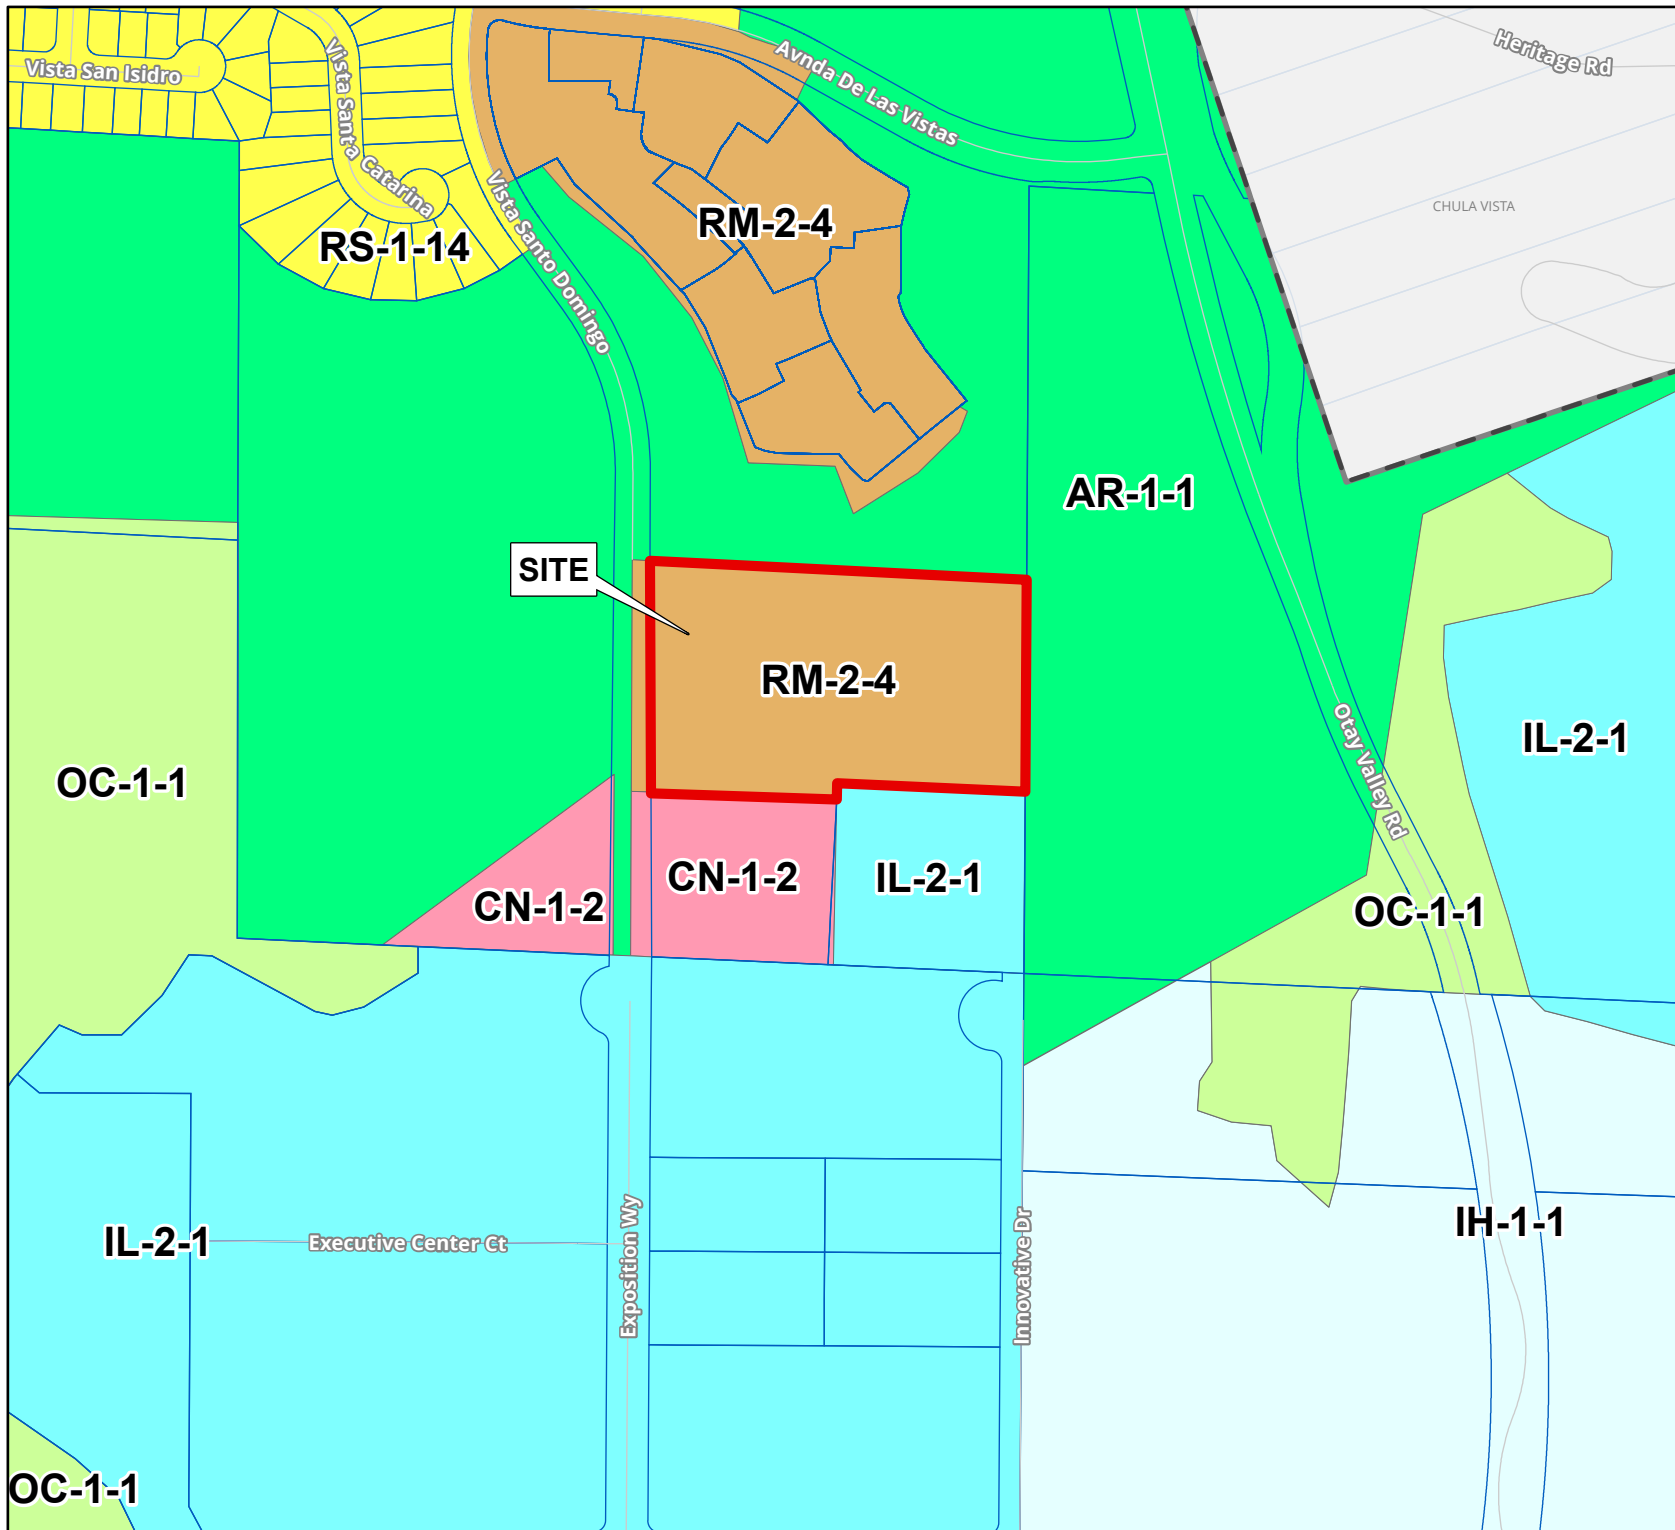 Heritage Rd
Vista San Isidro
Vista Santa Catarina
Avnda De Las Vistas
CHULA VISTA
RM-2-4
RS-1-14
Vista Santo Domingo
AR-1-1
SITE
RM-2-4
Otay Valley Rd
IL-2-1
OC-1-1
CN-1-2
IL-2-1
CN-1-2
OC-1-1
IH-1-1
IL-2-1
Executive Center Ct
Exposition Wy
Innovative Dr
OC-1-1